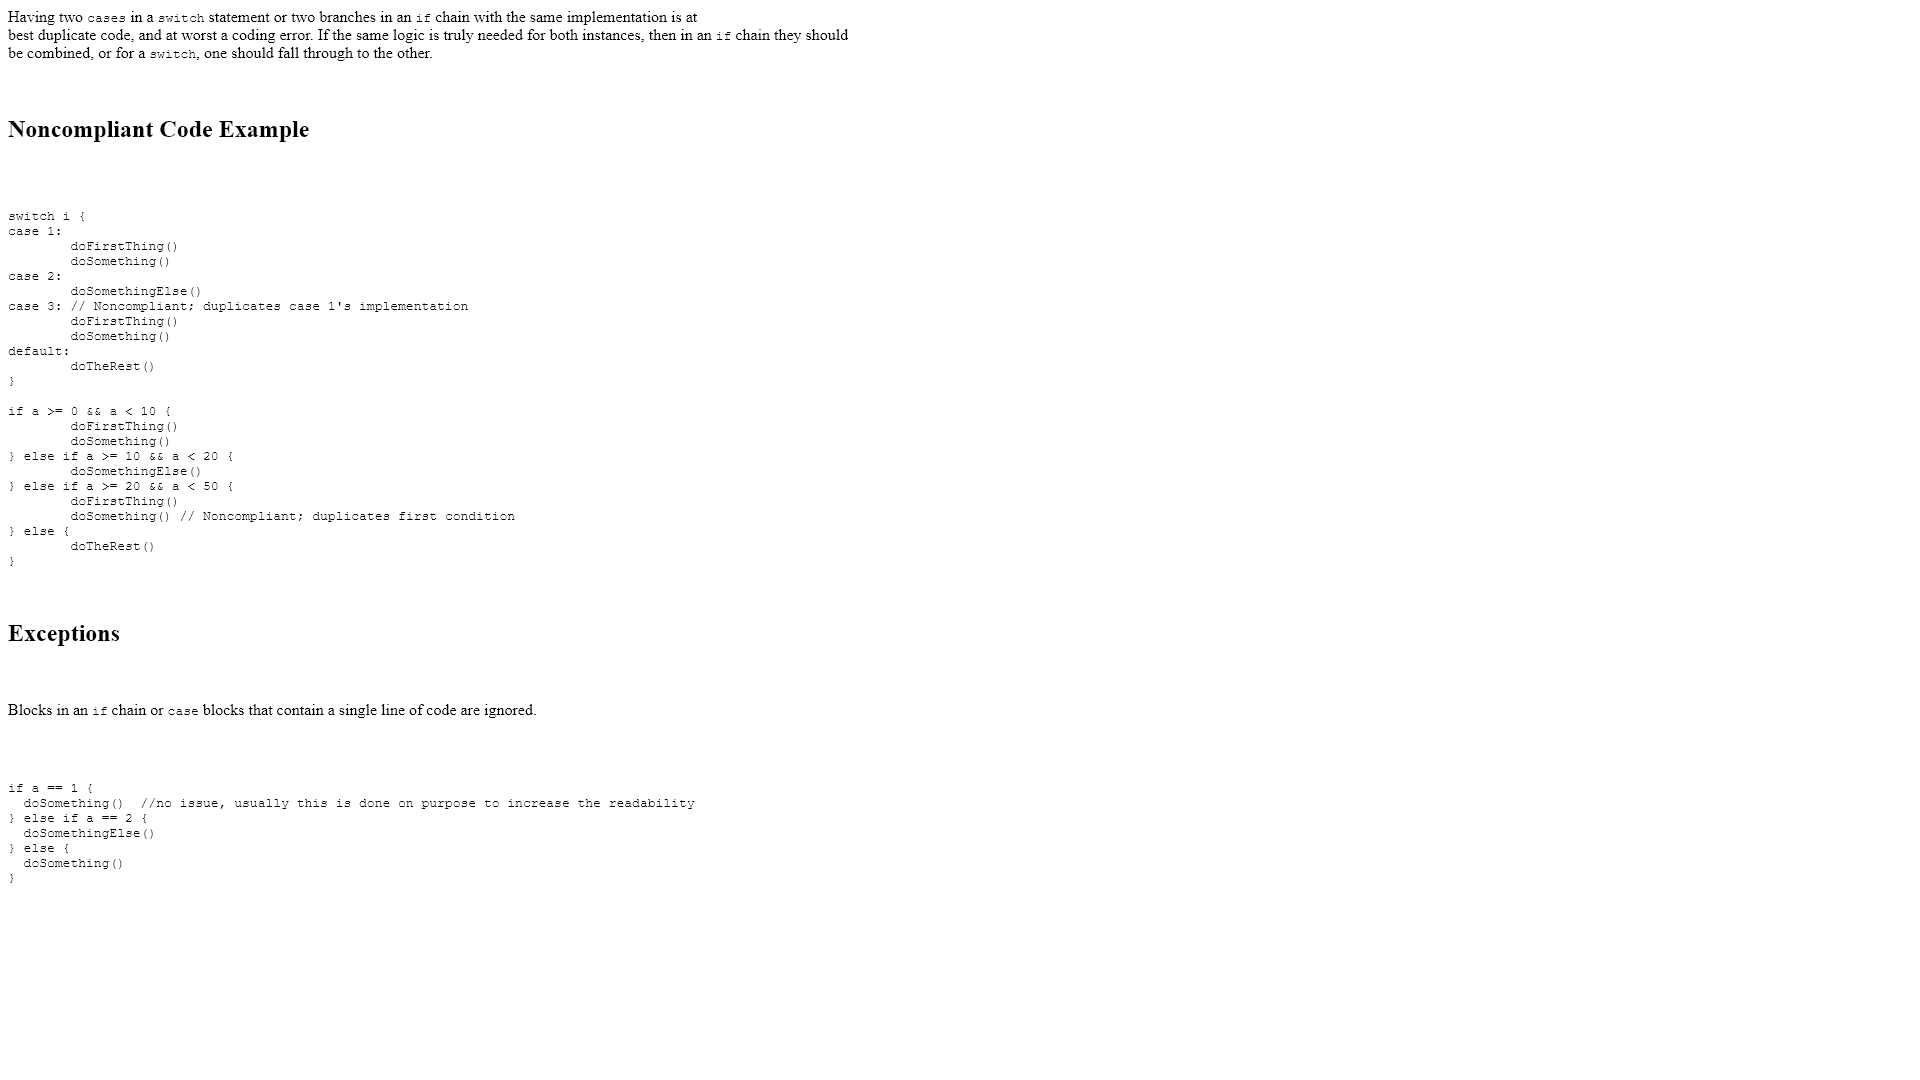 Having two cases in a switch statement or two branches in an if chain with the same implementation is at
best duplicate code, and at worst a coding error. If the same logic is truly needed for both instances, then in an if chain they should
be combined, or for a switch, one should fall through to the other.
Noncompliant Code Example
switch i {
case 1:
        doFirstThing()
        doSomething()
case 2:
        doSomethingElse()
case 3: // Noncompliant; duplicates case 1's implementation
        doFirstThing()
        doSomething()
default:
        doTheRest()
}
if a >= 0 && a < 10 {
        doFirstThing()
        doSomething()
} else if a >= 10 && a < 20 {
        doSomethingElse()
} else if a >= 20 && a < 50 {
        doFirstThing()
        doSomething() // Noncompliant; duplicates first condition
} else {
        doTheRest()
}
Exceptions
Blocks in an if chain or case blocks that contain a single line of code are ignored.
if a == 1 {
  doSomething()  //no issue, usually this is done on purpose to increase the readability
} else if a == 2 {
  doSomethingElse()
} else {
  doSomething()
}